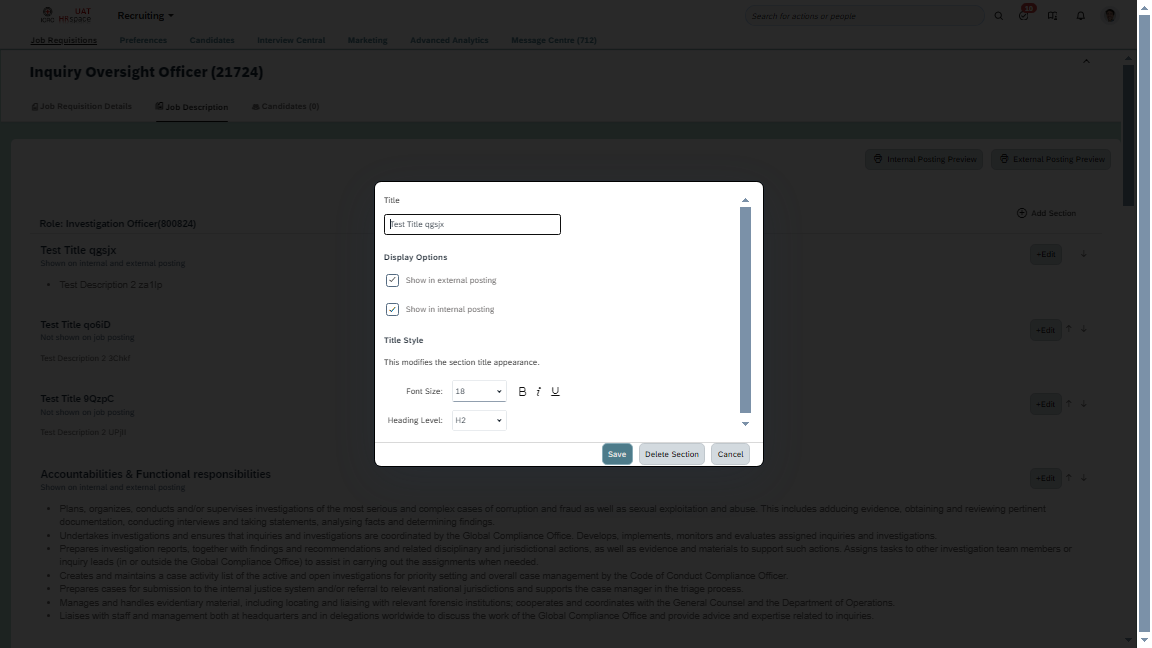 UAT
HRspace
Recruiting
Search for actions or people
10
Job Requisitions
Preferences
Candidates
Interview Central
Marketing
Advanced Analytics
Message Centre (712)
Inquiry Oversight Officer (21724)
Job Requisition Details
Job Description
Candidates (0)
Internal Posting Preview
External Posting Preview
Add Section
Role: Investigation Officer(800824)
Test Title qgsjx
Shown on internal and external posting
Test Description 2 za1lp
+Edit
Test Title qo6iD
Not shown on job posting
+Edit
Test Title 9QzpC
Not shown on job posting
+Edit
Accountabilities & Functional responsibilities
Shown on internal and external posting
+Edit
Plans, organizes, conducts and/or supervises investigations of the most serious and complex cases of corruption and fraud as well as sexual exploitation and abuse. This includes adducing evidence, obtaining and reviewing pertinent
documentation, conducting interviews and taking statements, analysing facts and determining findings.
Undertakes investigations and ensures that inquiries and investigations are coordinated by the Global Compliance Office. Develops, implements, monitors and evaluates assigned inquiries and investigations.
Prepares investigation reports, together with findings and recommendations and related disciplinary and jurisdictional actions, as well as evidence and materials to support such actions. Assigns tasks to other investigation team members or
inquiry leads (in or outside the Global Compliance Office) to assist in carrying out the assignments when needed.
Creates and maintains a case activity list of the active and open investigations for priority setting and overall case management by the Code of Conduct Compliance Officer.
Prepares cases for submission to the internal justice system and/or referral to relevant national jurisdictions and supports the case manager in the triage process.
Manages and handles evidentiary material, including locating and liaising with relevant forensic institutions; cooperates and coordinates with the General Counsel and the Department of Operations.
Liaises with staff and management both at headquarters and in delegations worldwide to discuss the work of the Global Compliance Office and provide advice and expertise related to inquiries.
Title
Test Title qgsjx
Display Options
Show in external posting
Show in internal posting
Title Style
This modifies the section title appearance.
Font Size:
18
B i U
Heading Level:
H2
Save
Delete Section
Cancel